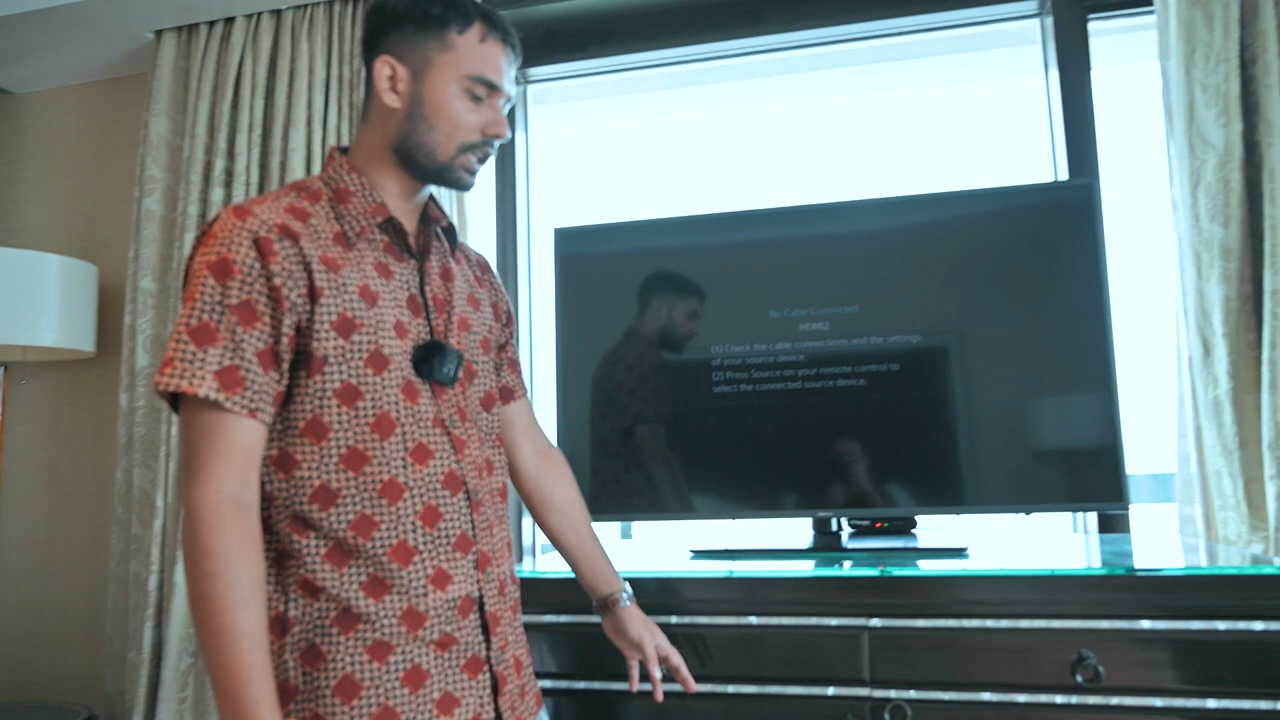 No Cable Connected
HDMI2
[1] Check the cable connections and the settings
of your source device.
[2] Press Source on your remote control to
select the connected source device.